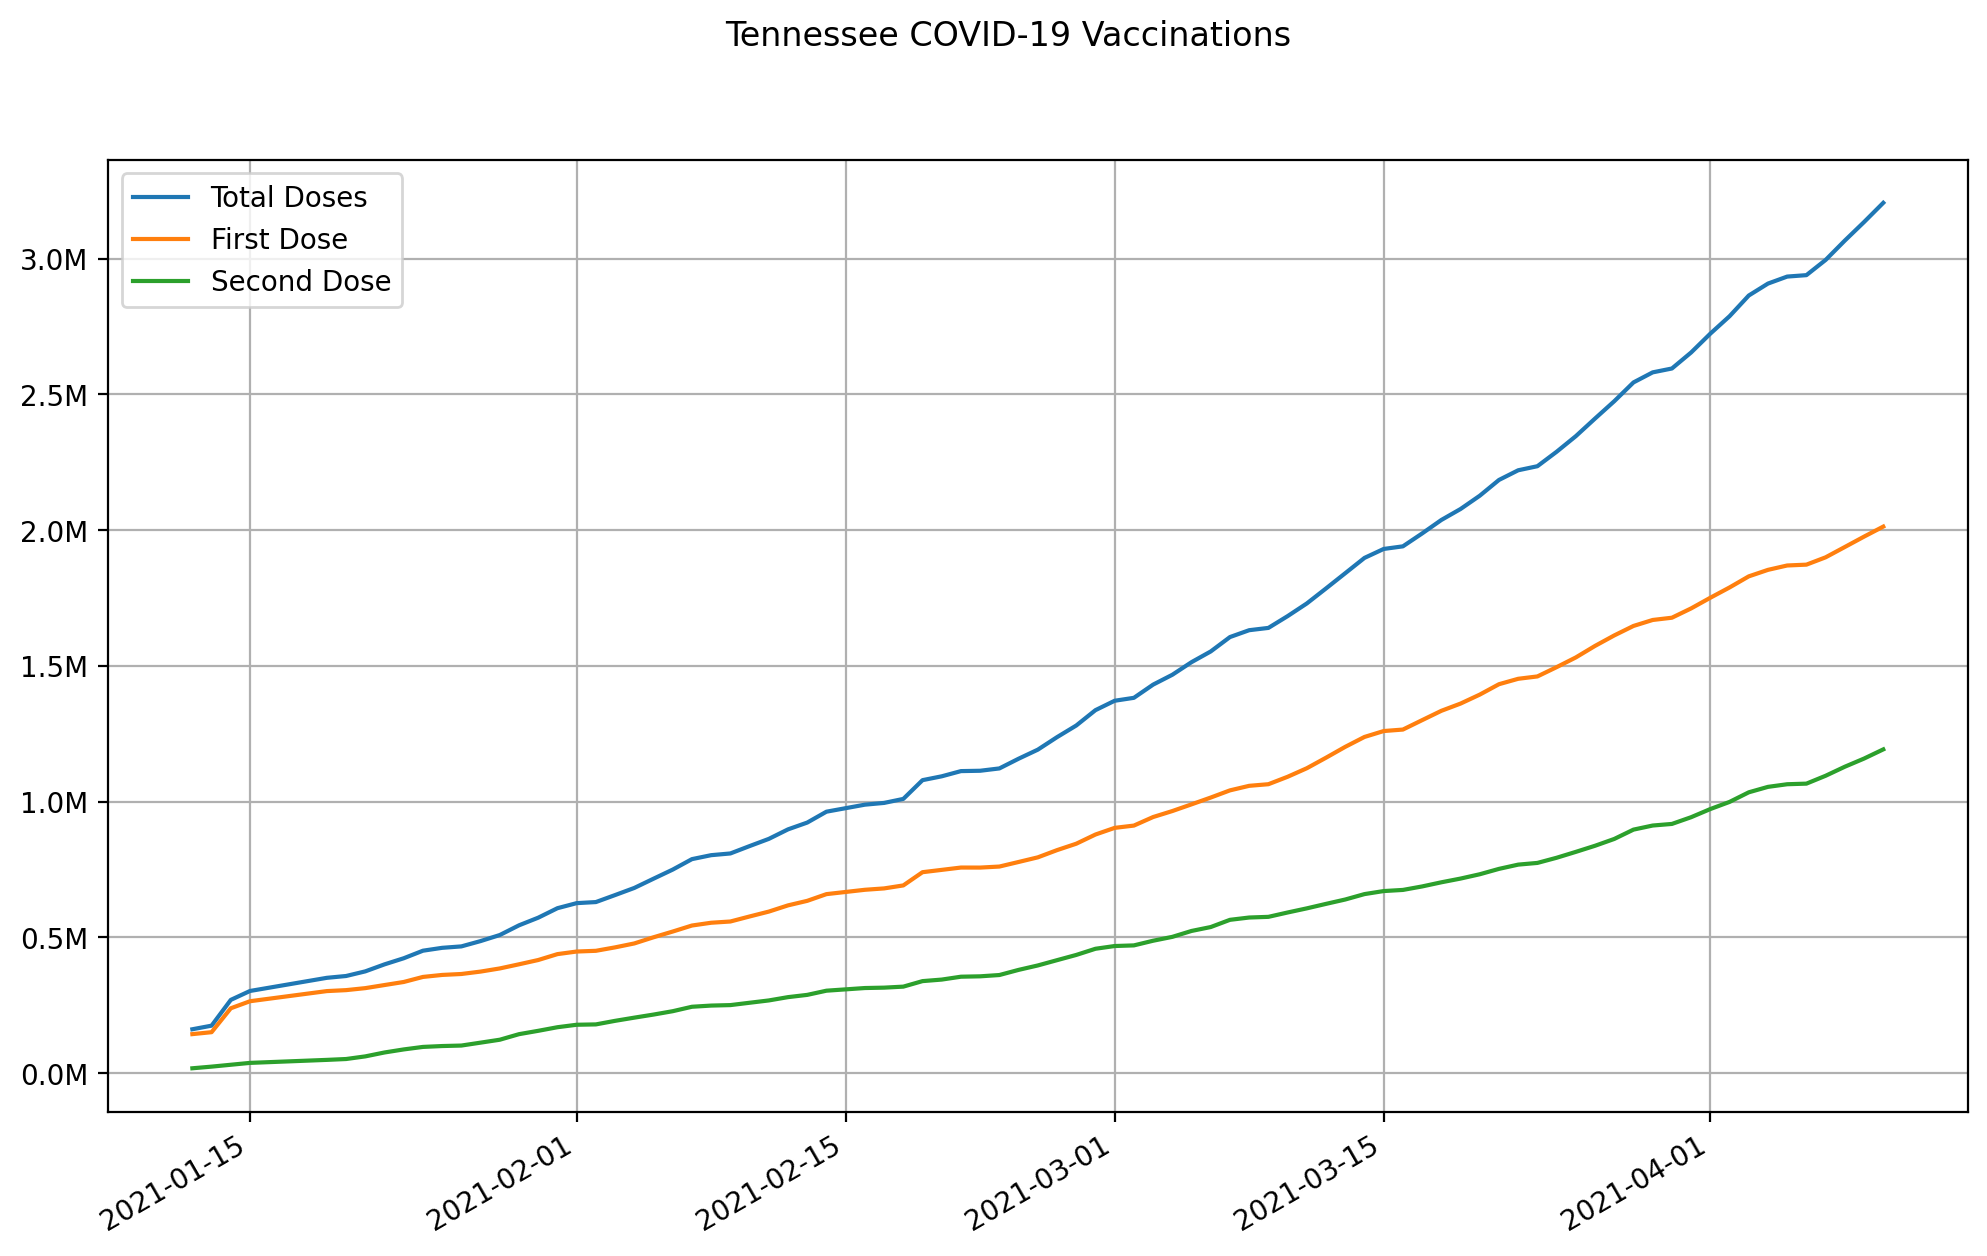 Tennessee COVID-19 Vaccinations
Total Doses
First Dose
Second Dose
3.0M
2.5M
2.0M
1.5M
1.0M
0.5M
0.0M
2021-01-15
2021-02-01
2021-02-15
2021-03-01
2021-03-15
2021-04-01